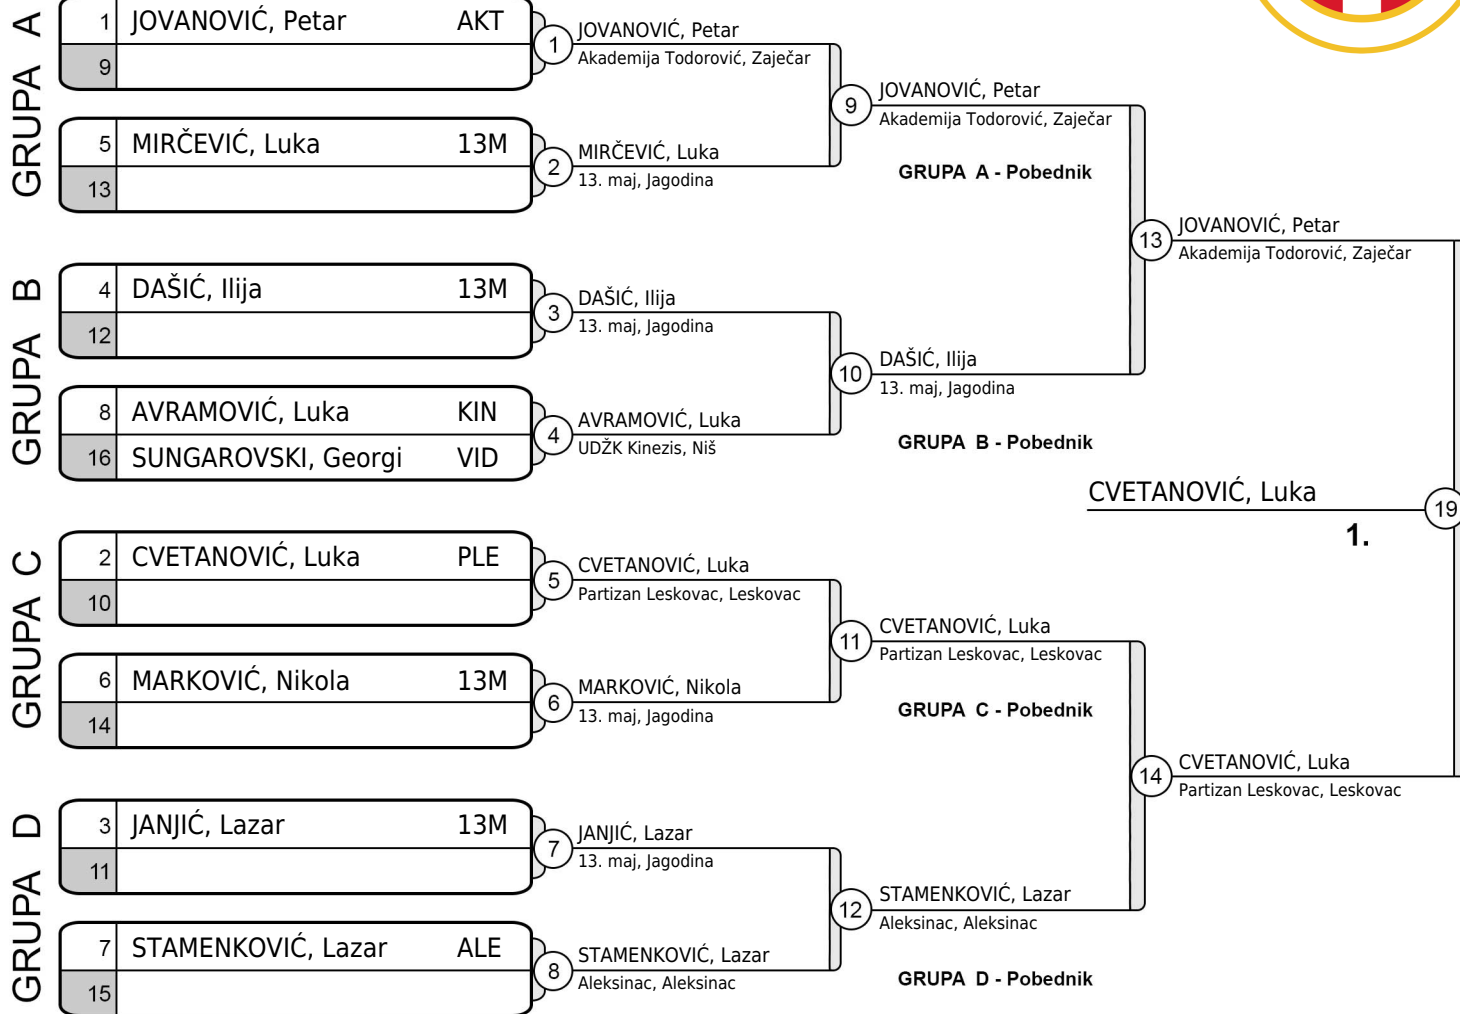 GRUPA A
1 JOVANOVIĆ, Petar AKT
9
5 MIRČEVIĆ, Luka 13M
13
GRUPA B
4 DAŠIĆ, Ilija 13M
12
8 AVRAMOVIĆ, Luka KIN
16 SUNGAROVSKI, Georgi VID
GRUPA C
2 CVETANOVIĆ, Luka PLE
10
6 MARKOVIĆ, Nikola 13M
14
GRUPA D
3 JANJIĆ, Lazar 13M
11
7 STAMENKOVIĆ, Lazar ALE
15
1
JOVANOVIĆ, Petar
Akademija Todorović, Zaječar
2
MIRČEVIĆ, Luka
13. maj, Jagodina
3
DAŠIĆ, Ilija
13. maj, Jagodina
4
AVRAMOVIĆ, Luka
UDŽK Kinezis, Niš
5
CVETANOVIĆ, Luka
Partizan Leskovac, Leskovac
6
MARKOVIĆ, Nikola
13. maj, Jagodina
7
JANJIĆ, Lazar
13. maj, Jagodina
8
STAMENKOVIĆ, Lazar
Aleksinac, Aleksinac
9
JOVANOVIĆ, Petar
Akademija Todorović, Zaječar
GRUPA A - Pobednik
10
DAŠIĆ, Ilija
13. maj, Jagodina
GRUPA B - Pobednik
11
CVETANOVIĆ, Luka
Partizan Leskovac, Leskovac
GRUPA C - Pobednik
12
STAMENKOVIĆ, Lazar
Aleksinac, Aleksinac
GRUPA D - Pobednik
13
JOVANOVIĆ, Petar
Akademija Todorović, Zaječar
14
CVETANOVIĆ, Luka
Partizan Leskovac, Leskovac
CVETANOVIĆ, Luka
19
1.